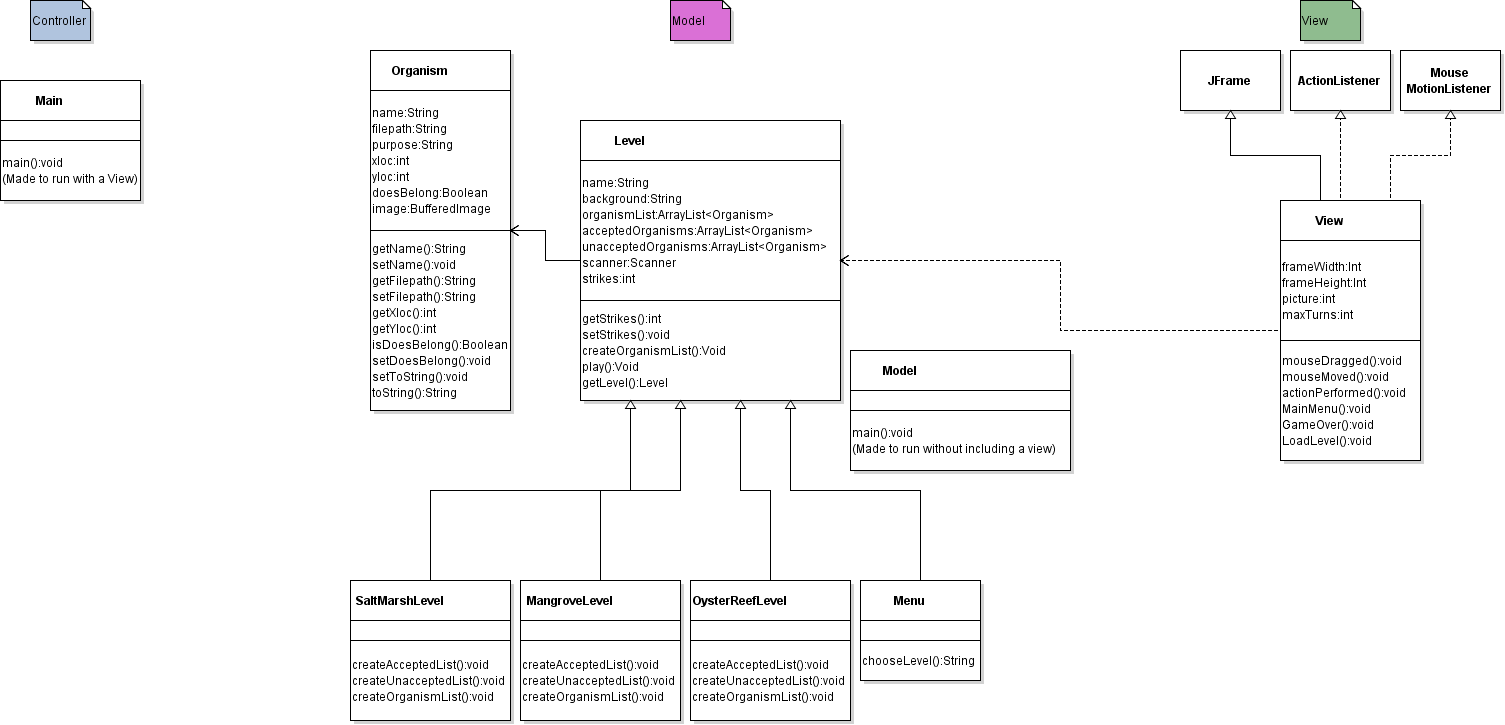 Controller
Model
View
Main
main():void
(Made to run with a View)
Organism
name:String
filepath:String
purpose:String
xloc:int
yloc:int
doesBelong:Boolean
image:BufferedImage
getName():String
setName():void
getFilepath():String
setFilepath():String
getXloc():int
getYloc():int
isDoesBelong():Boolean
setDoesBelong():void
setToString():void
toString():String
Level
name:String
background:String
organismList:ArrayList<Organism>
acceptedOrganisms:ArrayList<Organism>
unacceptedOrganisms:ArrayList<Organism>
scanner:Scanner
strikes:int
getStrikes():int
setStrikes():void
createOrganismList():Void
play():Void
getLevel():Level
Model
main():void
(Made to run without including a view)
JFrame
ActionListener
Mouse
MotionListener
View
frameWidth:Int
frameHeight:Int
picture:int
maxTurns:int
mouseDragged():void
mouseMoved():void
actionPerformed():void
MainMenu():void
GameOver():void
LoadLevel():void
SaltMarshLevel
createAcceptedList():void
createUnacceptedList():void
createOrganismList():void
MangroveLevel
createAcceptedList():void
createUnacceptedList():void
createOrganismList():void
OysterReefLevel
createAcceptedList():void
createUnacceptedList():void
createOrganismList():void
Menu
chooseLevel():String